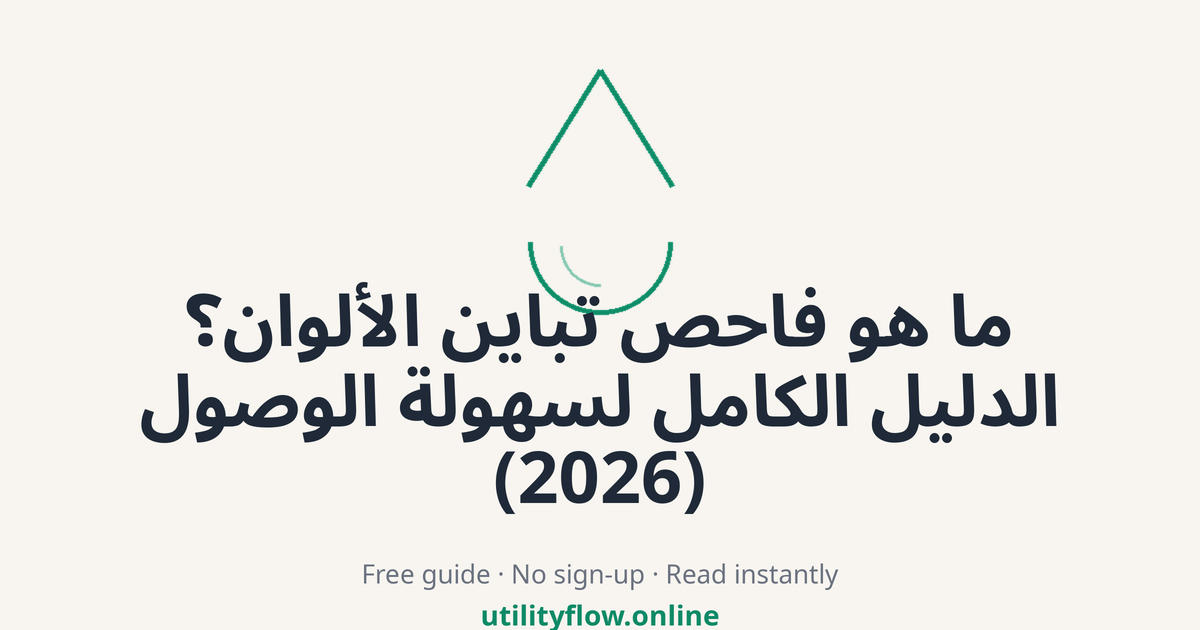 ما هو فاحص تباين الألوان؟
الدليل الكامل لسهولة الوصول
(2026)
Free guide · No sign-up · Read instantly
utilityflow.online